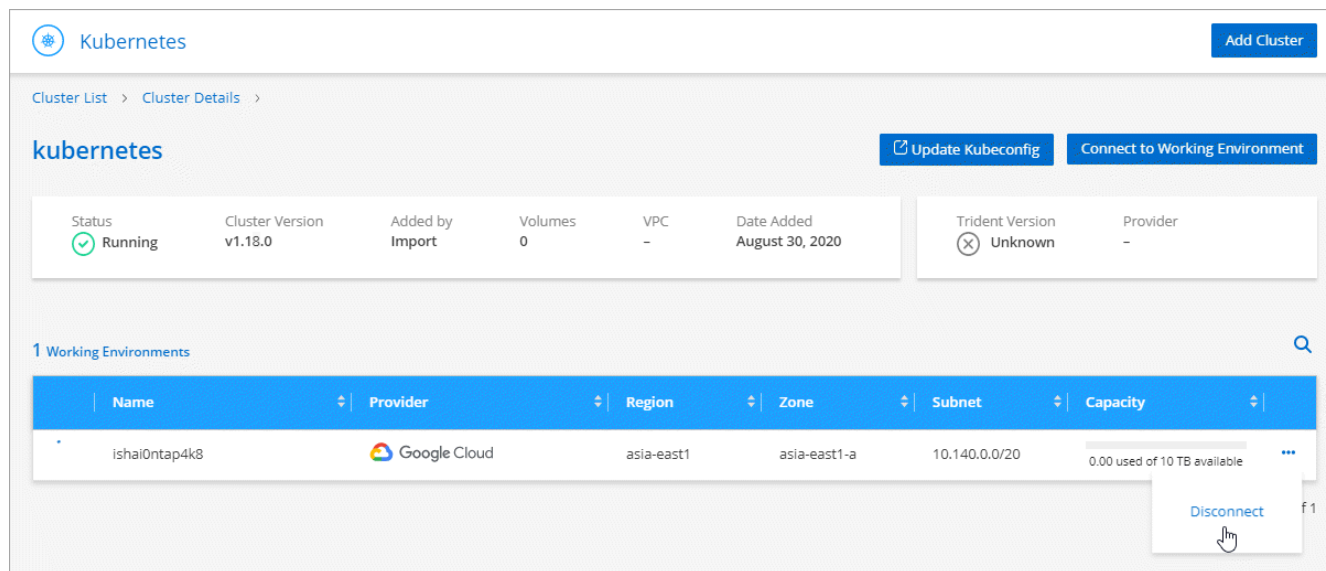 Kubernetes
Add Cluster
Cluster List > Cluster Details >
kubernetes
Update Kubeconfig
Connect to Working Environment
Status Cluster Version Added by Volumes VPC Date Added Trident Version Provider
Running v1.18.0 Import 0 – August 30, 2020 Unknown –
1 Working Environments
Name Provider Region Zone Subnet Capacity
ishai0ntap4k8 Google Cloud asia-east1 asia-east1-a 10.140.0.0/20 0.00 used of 10 TB available
Disconnect
f 1